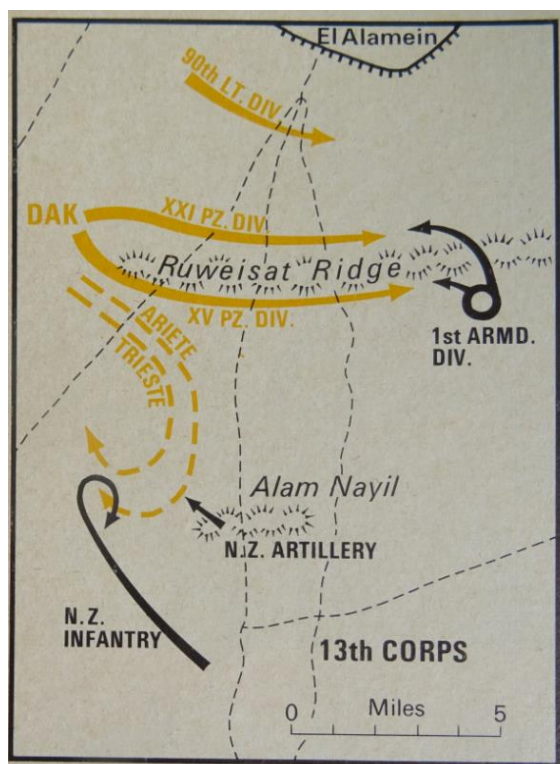 El Alamein
90th LT. DIV
DAK
XXI PZ. DIV.
Ruweisat Ridge
XV PZ. DIV.
1st ARMD.
DIV.
ARIETE
TRIESTE
Alam Nayil
N.Z. ARTILLERY
N.Z.
INFANTRY
13th CORPS
0 Miles 5